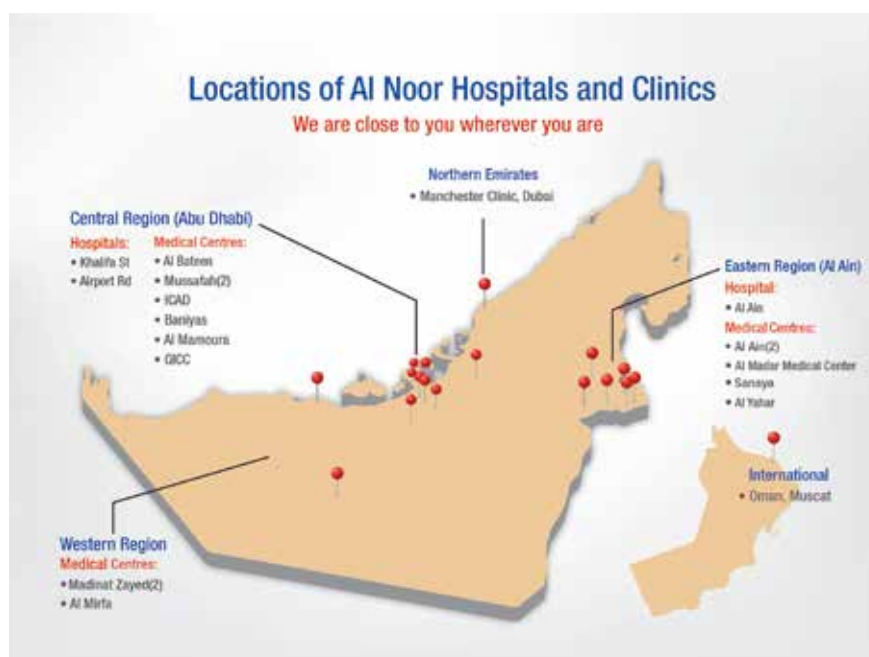 Locations of Al Noor Hospitals and Clinics
We are close to you wherever you are
Northern Emirates
• Manchester Clinic, Dubai
Central Region (Abu Dhabi)
Hospitals:
• Khalifa St
• Airport Rd
Medical Centres:
• Al Bateen
• Mussafah(2)
• ICAD
• Baniyas
• Al Mamoura
• GICC
Eastern Region (Al Ain)
Hospital:
• Al Ain
Medical Centres:
• Al Ain(2)
• Al Madar Medical Center
• Sanaya
• Al Yahar
International
• Oman, Muscat
Western Region
Medical Centres:
• Madinat Zayed(2)
• Al Mirfa